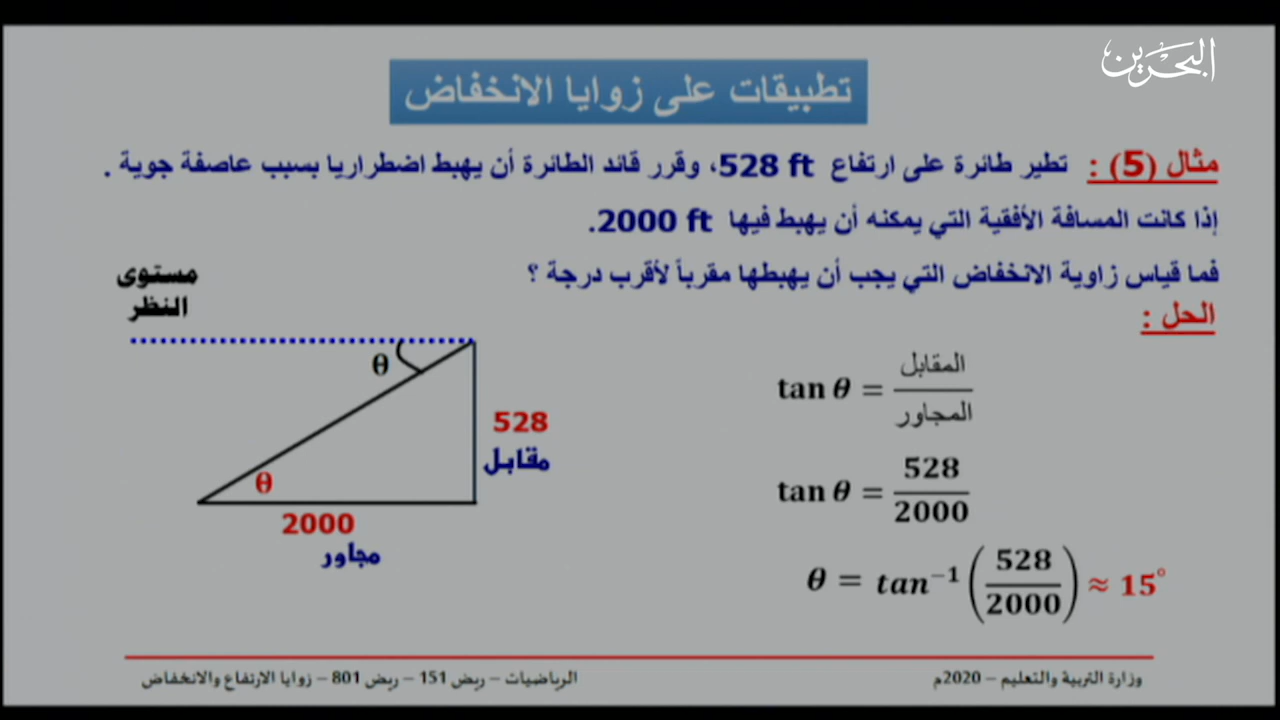 البحرين
تطبيقات على زوايا الانخفاض
مثال (5) : تطير طائرة على ارتفاع 528 ft، وقرر قائد الطائرة أن يهبط اضطراريا بسبب عاصفة جوية .
إذا كانت المسافة الأفقية التي يمكنه أن يهبط فيها 2000 ft.
فما قياس زاوية الانخفاض التي يجب أن يهبطها مقرباً لأقرب درجة ؟
الحل :
tan θ = المقابل / المجاور
tan θ = 528 / 2000
θ = tan⁻¹ (528 / 2000) ≈ 15°
مستوى
النظر
θ
528
مقابل
θ
2000
مجاور
وزارة التربية والتعليم – 2020م
الرياضيات – ريض 151 – ريض 801 – زوايا الارتفاع والانخفاض